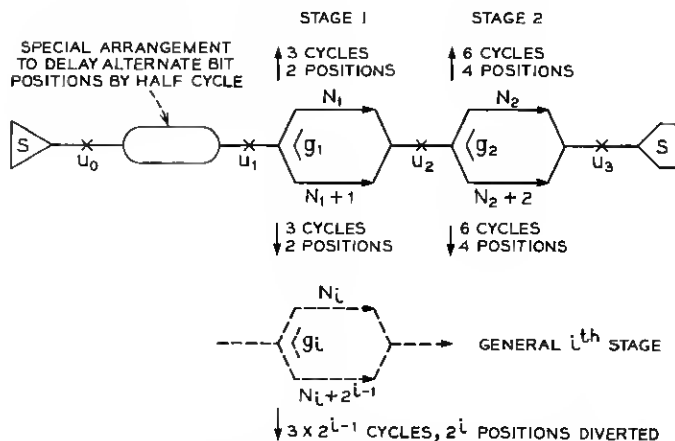 STAGE 1
STAGE 2
SPECIAL ARRANGEMENT
TO DELAY ALTERNATE BIT
POSITIONS BY HALF CYCLE
3 CYCLES
2 POSITIONS
6 CYCLES
4 POSITIONS
N₁
N₂
S
u₀
u₁
g₁
u₂
g₂
u₃
S
N₁ + 1
N₂ + 2
3 CYCLES
2 POSITIONS
6 CYCLES
4 POSITIONS
Nᵢ
gᵢ
GENERAL iᵗʰ STAGE
Nᵢ + 2ⁱ⁻¹
3 × 2ⁱ⁻¹ CYCLES, 2ⁱ POSITIONS DIVERTED